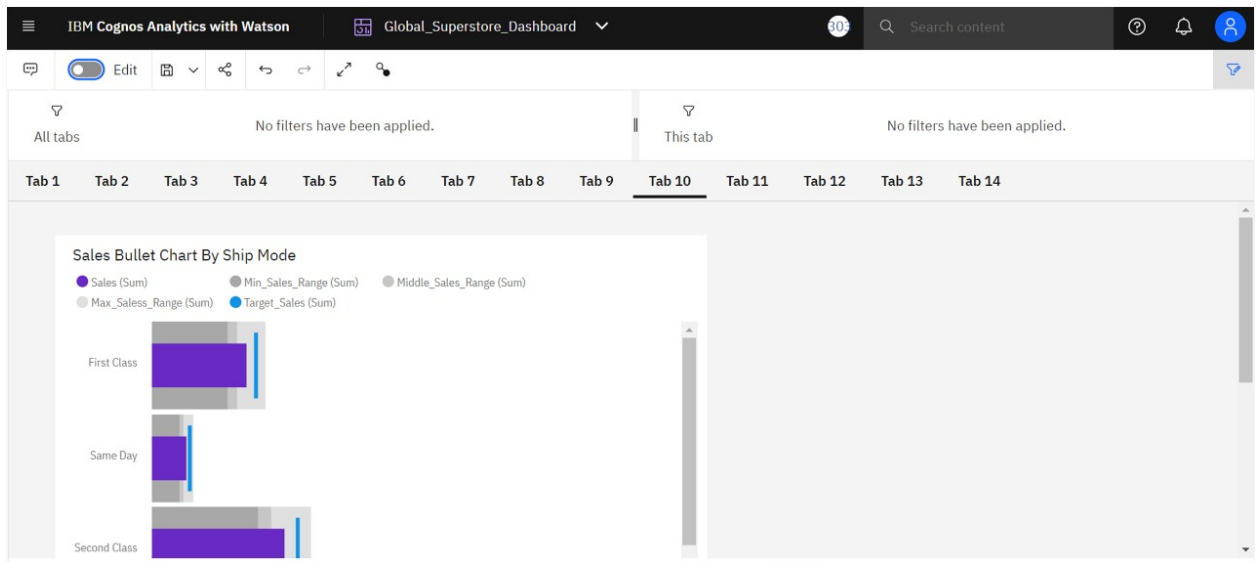 IBM Cognos Analytics with Watson
Global_Superstore_Dashboard
303
Search content
Edit
All tabs
No filters have been applied.
This tab
No filters have been applied.
Tab 1 Tab 2 Tab 3 Tab 4 Tab 5 Tab 6 Tab 7 Tab 8 Tab 9 Tab 10 Tab 11 Tab 12 Tab 13 Tab 14
Sales Bullet Chart By Ship Mode
Sales (Sum) Min_Sales_Range (Sum) Middle_Sales_Range (Sum)
Max_Saless_Range (Sum) Target_Sales (Sum)
First Class
Same Day
Second Class